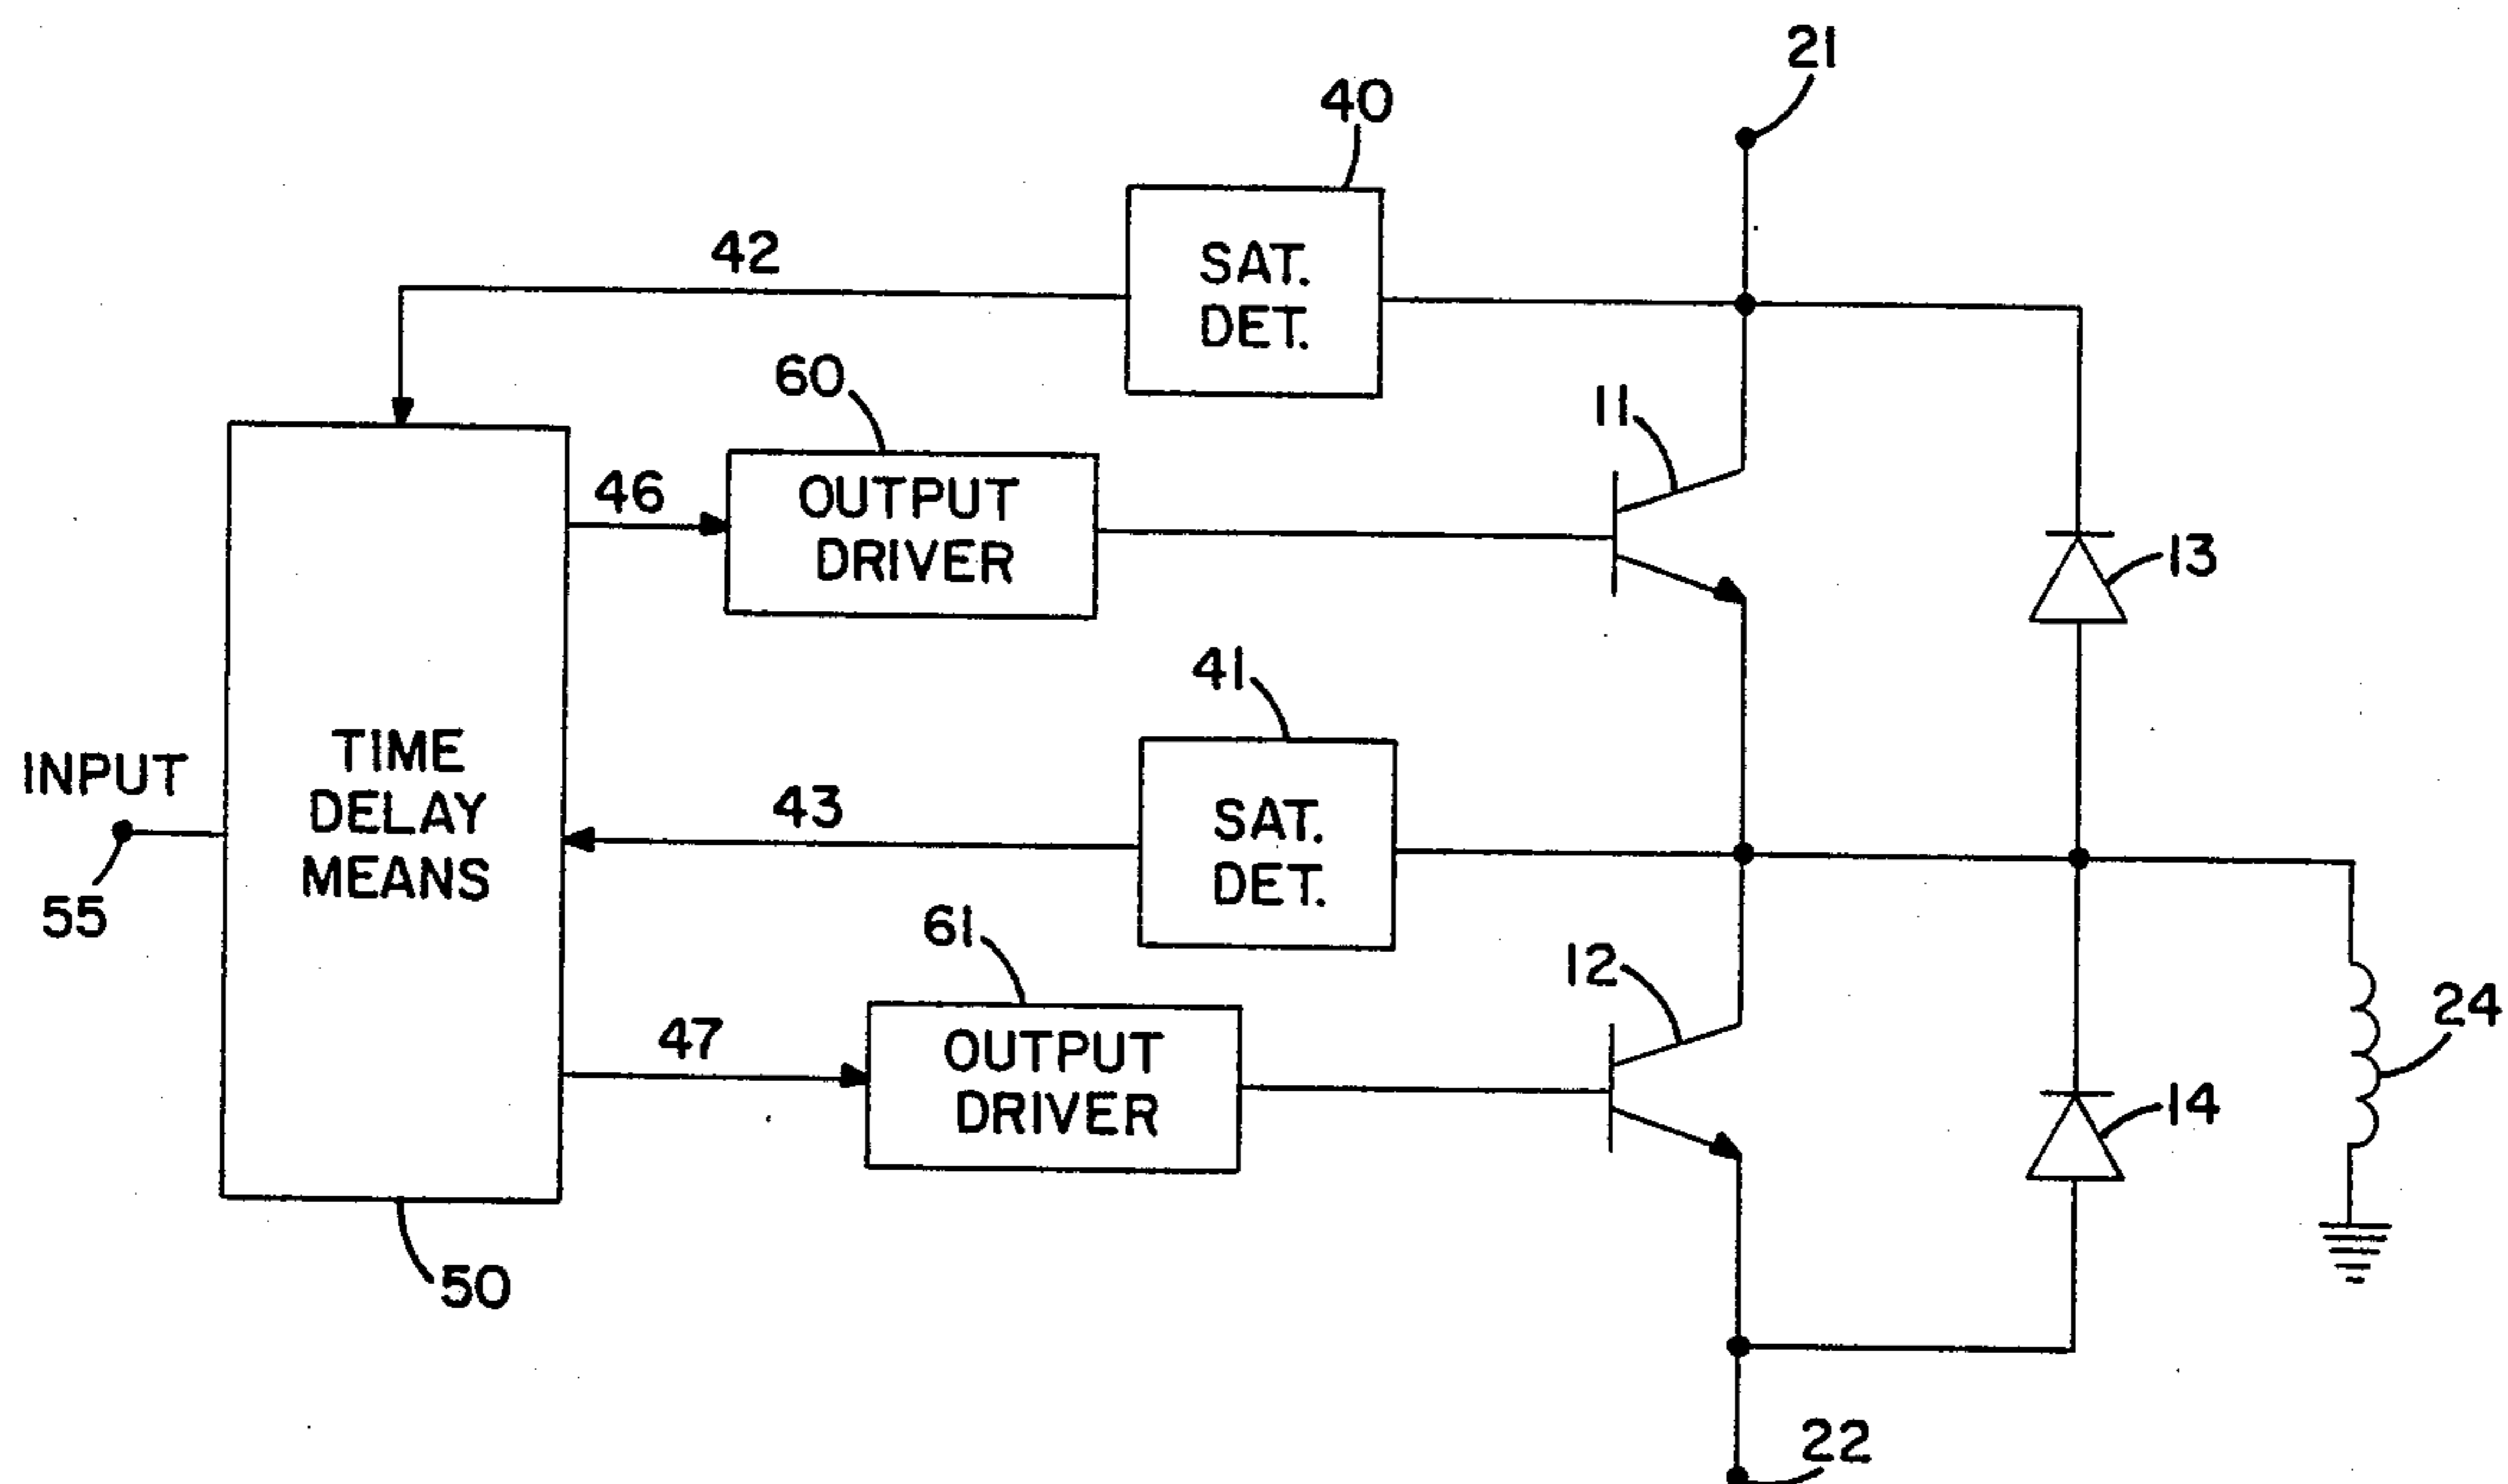 21
40
SAT.
DET.
42
60
11
46
OUTPUT
DRIVER
13
41
TIME
DELAY
MEANS
INPUT
43
SAT.
DET.
55
61
12
24
47
OUTPUT
DRIVER
14
50
22